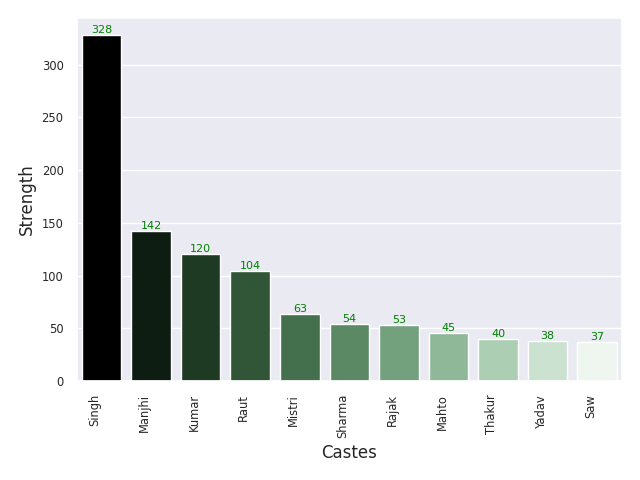 328
300
250
200
150
100
50
0
Strength
142
120
104
63
54
53
45
40
38
37
Singh
Manjhi
Kumar
Raut
Mistri
Sharma
Rajak
Mahto
Thakur
Yadav
Saw
Castes